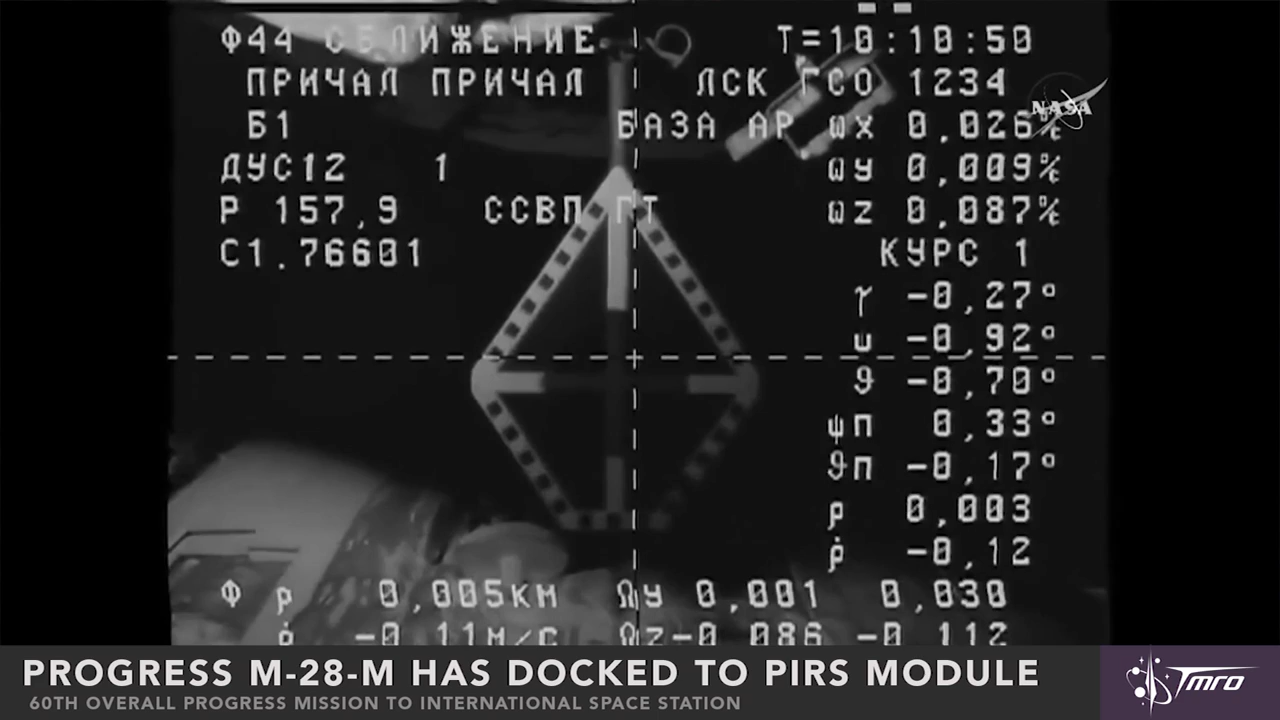 Ф44 СБЛИЖЕНИЕ T=10:10:50
ПРИЧАЛ ПРИЧАЛ ЛСК ГСО 1234
NASA
Б1 БАЗА АР ωX 0,026°/с
ДУС12 1 ωУ 0,009°/с
Р 157,9 ССВП ГТ ωZ 0,087°/с
С1.76601 КУРС 1
γ -0,27°
ψ -0,92°
ϑ -0,70°
ψП 0,33°
ϑП -0,17°
ρ 0,003
ρ̇ -0,12
Ф ρ 0,005КМ ΩУ 0,001 0,030
ρ̇ -0,11М/С ΩZ-0,086 -0,112
PROGRESS M-28-M HAS DOCKED TO PIRS MODULE
60TH OVERALL PROGRESS MISSION TO INTERNATIONAL SPACE STATION
TMRO